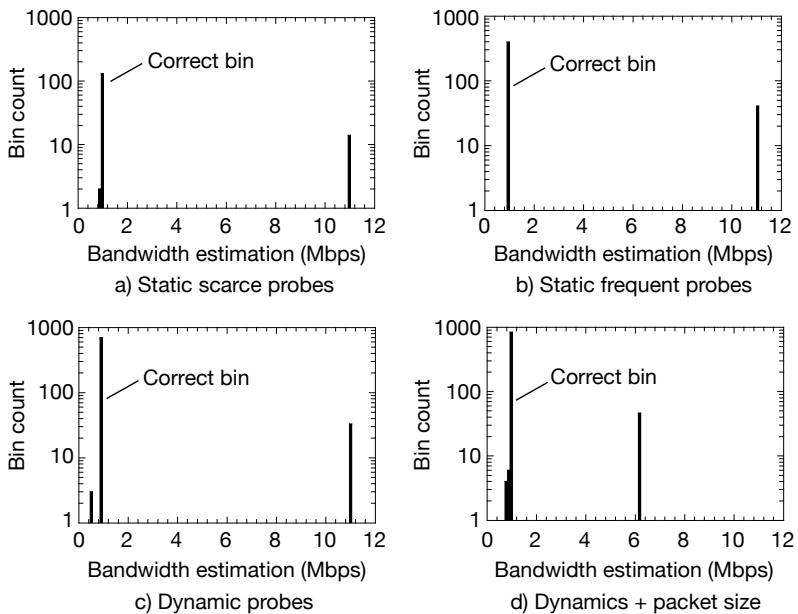 1000
100
10
1
Bin count
Correct bin
0 2 4 6 8 10 12
Bandwidth estimation (Mbps)
a) Static scarce probes
1000
100
10
1
Bin count
Correct bin
0 2 4 6 8 10 12
Bandwidth estimation (Mbps)
b) Static frequent probes
1000
100
10
1
Bin count
Correct bin
0 2 4 6 8 10 12
Bandwidth estimation (Mbps)
c) Dynamic probes
1000
100
10
1
Bin count
Correct bin
0 2 4 6 8 10 12
Bandwidth estimation (Mbps)
d) Dynamics + packet size